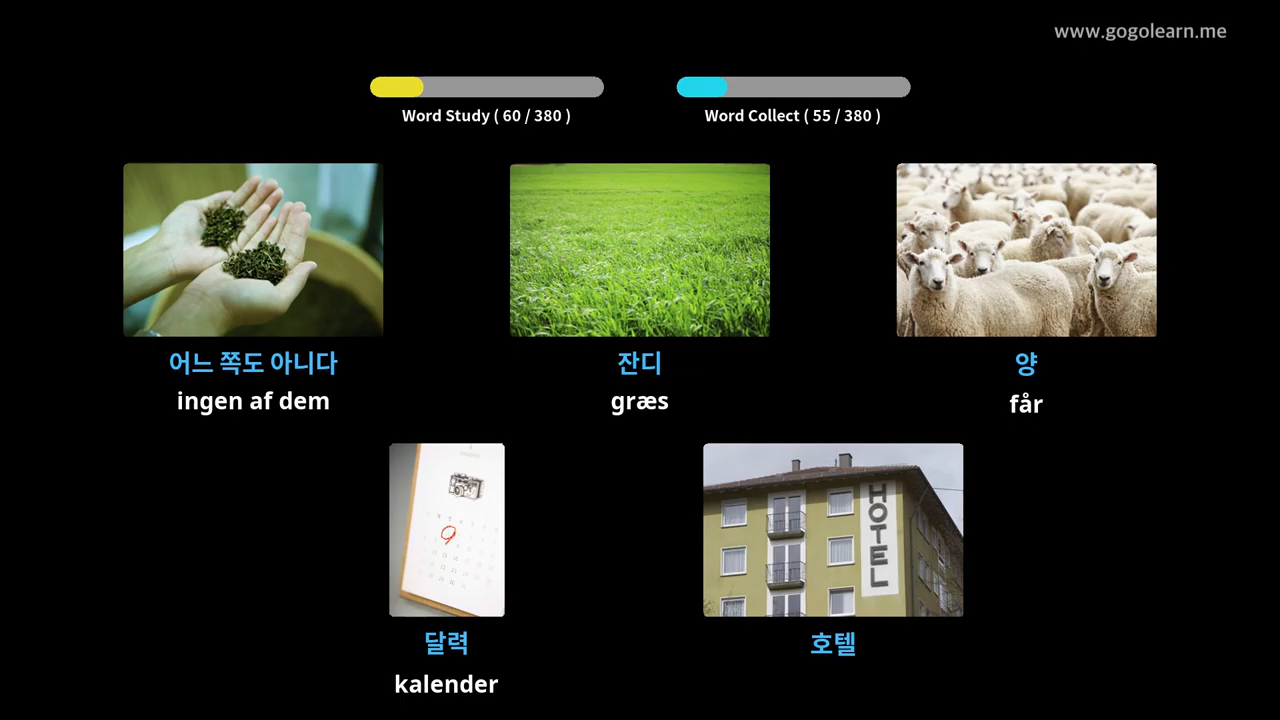 www.gogolearn.me
Word Study ( 60 / 380 )
Word Collect ( 55 / 380 )
어느 쪽도 아니다
ingen af dem
잔디
græs
양
får
달력
kalender
HOTEL
호텔